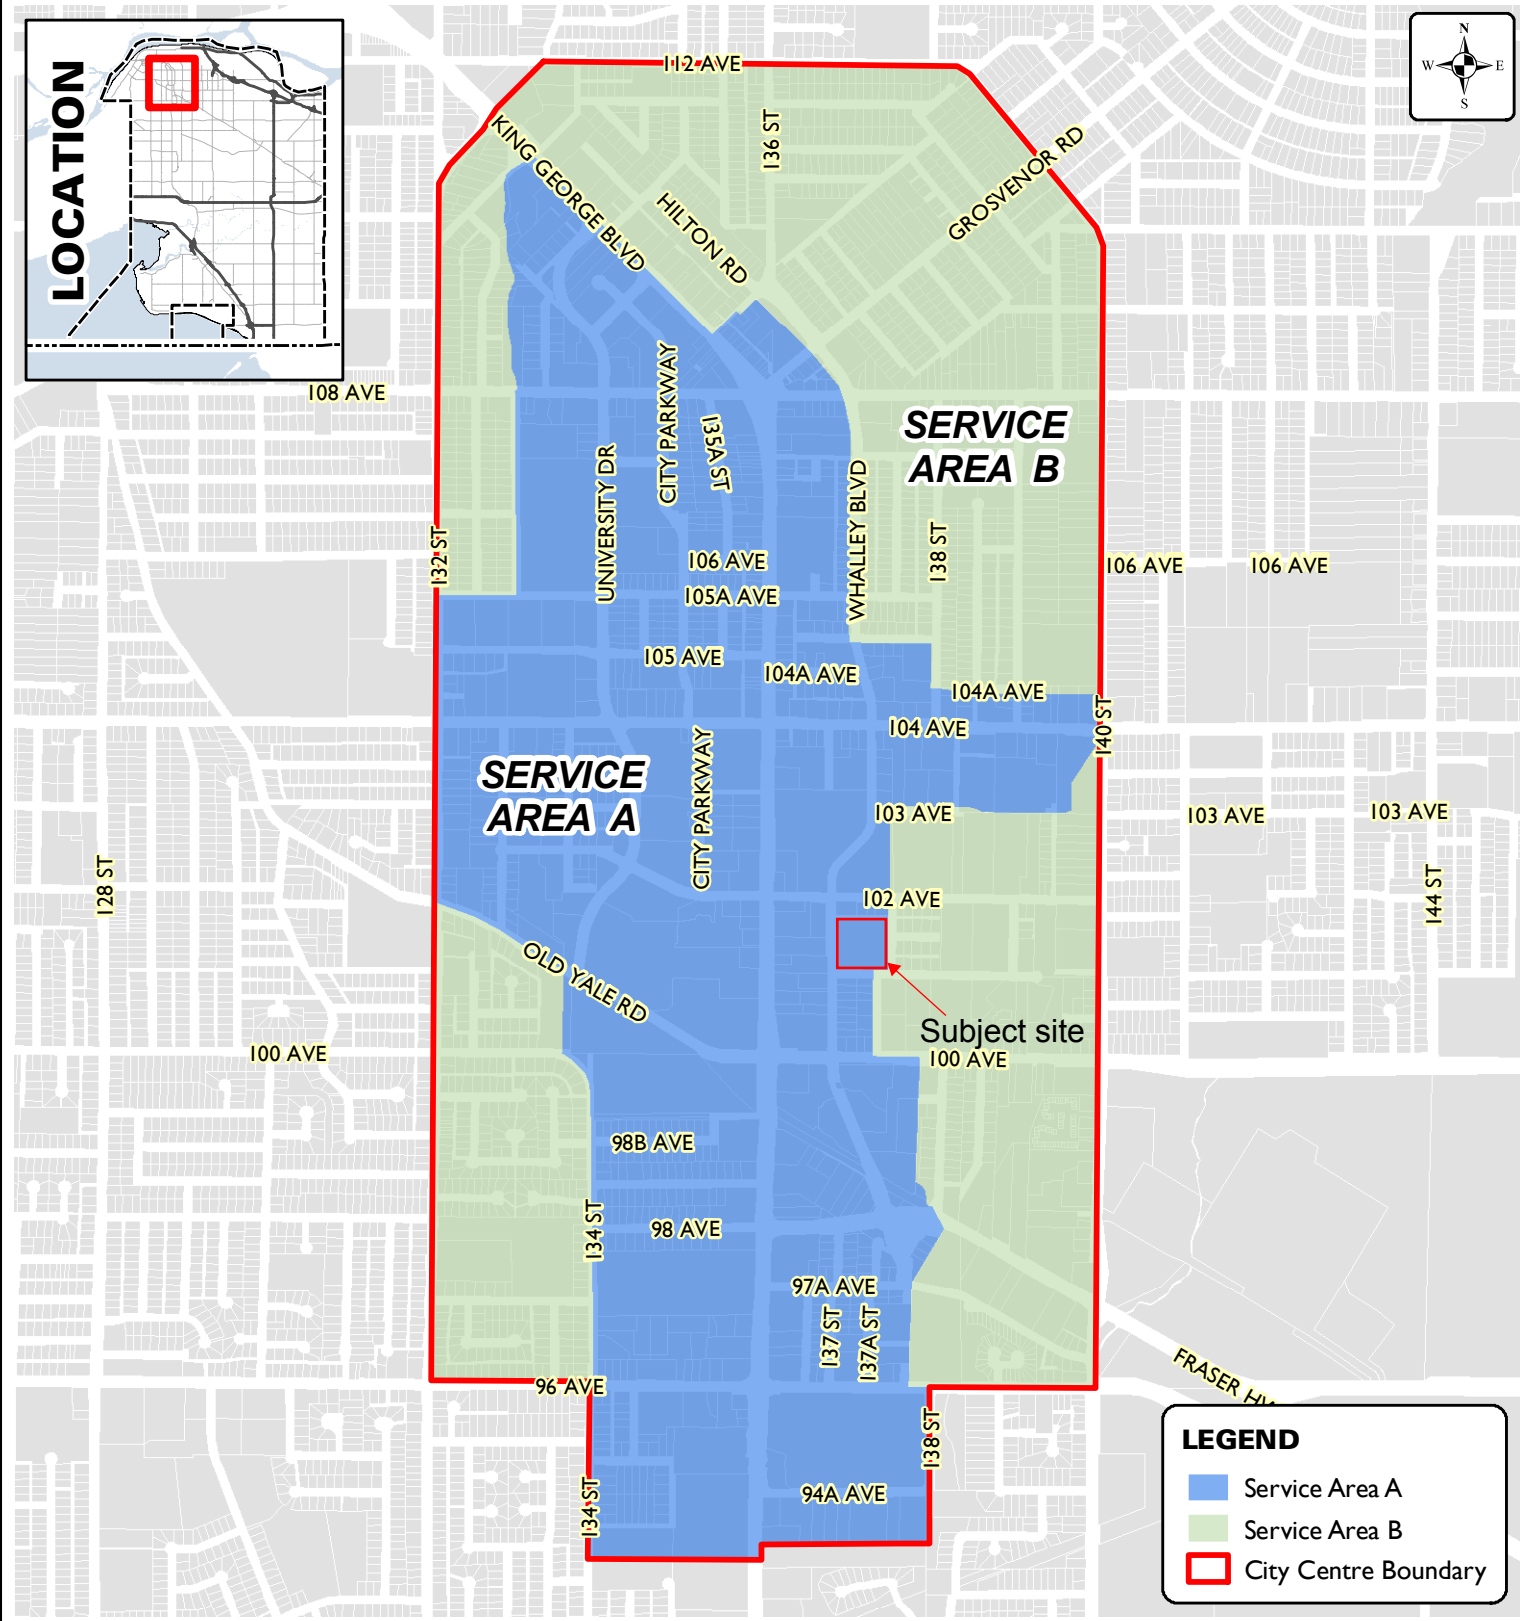 LOCATION
N
W
E
S
112 AVE
136 ST
KING GEORGE BLVD
HILTON RD
GROSVENOR RD
108 AVE
CITY PARKWAY
135A ST
SERVICE
AREA B
UNIVERSITY DR
WHALLEY BLVD
138 ST
132 ST
106 AVE
106 AVE
106 AVE
105A AVE
105 AVE
104A AVE
104A AVE
104 AVE
140 ST
SERVICE
AREA A
CITY PARKWAY
103 AVE
103 AVE
103 AVE
128 ST
144 ST
102 AVE
OLD YALE RD
Subject site
100 AVE
100 AVE
98B AVE
134 ST
98 AVE
97A AVE
137 ST
137A ST
96 AVE
FRASER
138 ST
134 ST
94A AVE
LEGEND
Service Area A
Service Area B
City Centre Boundary